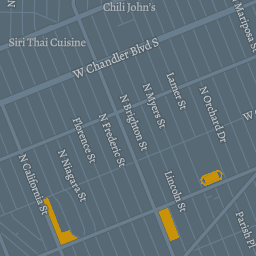 Chili John's
N Mariposa St
N
Siri Thai Cuisine
W Chandler Blvd S
Lamer St
N Myers St
N Orchard Dr
N Brighton St
W
N Frederic St
Florence St
N Niagara St
N California St
Lincoln St
Parish Pl